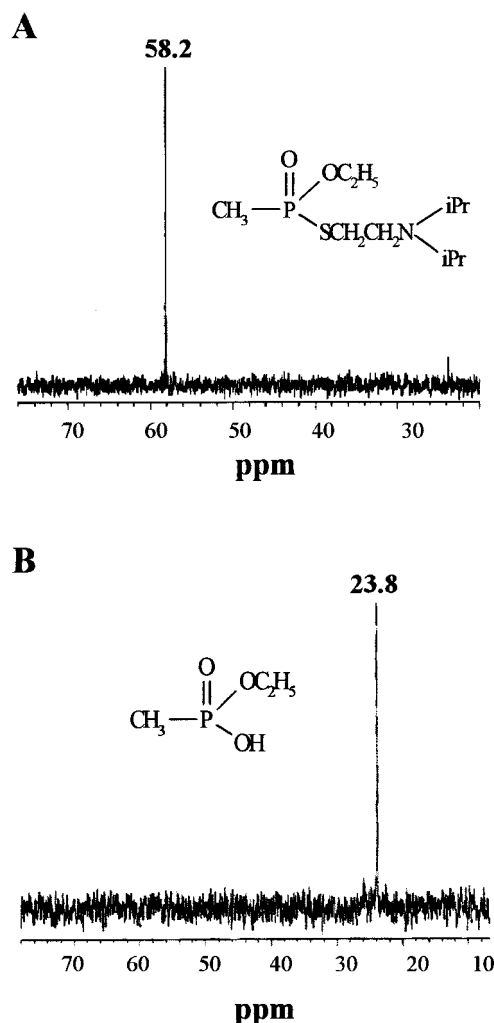 A
58.2
O
OC2H5
CH3 P iPr
SCH2CH2N
iPr
70 60 50 40 30
ppm
B
23.8
O
OC2H5
CH3 P
OH
70 60 50 40 30 20 10
ppm